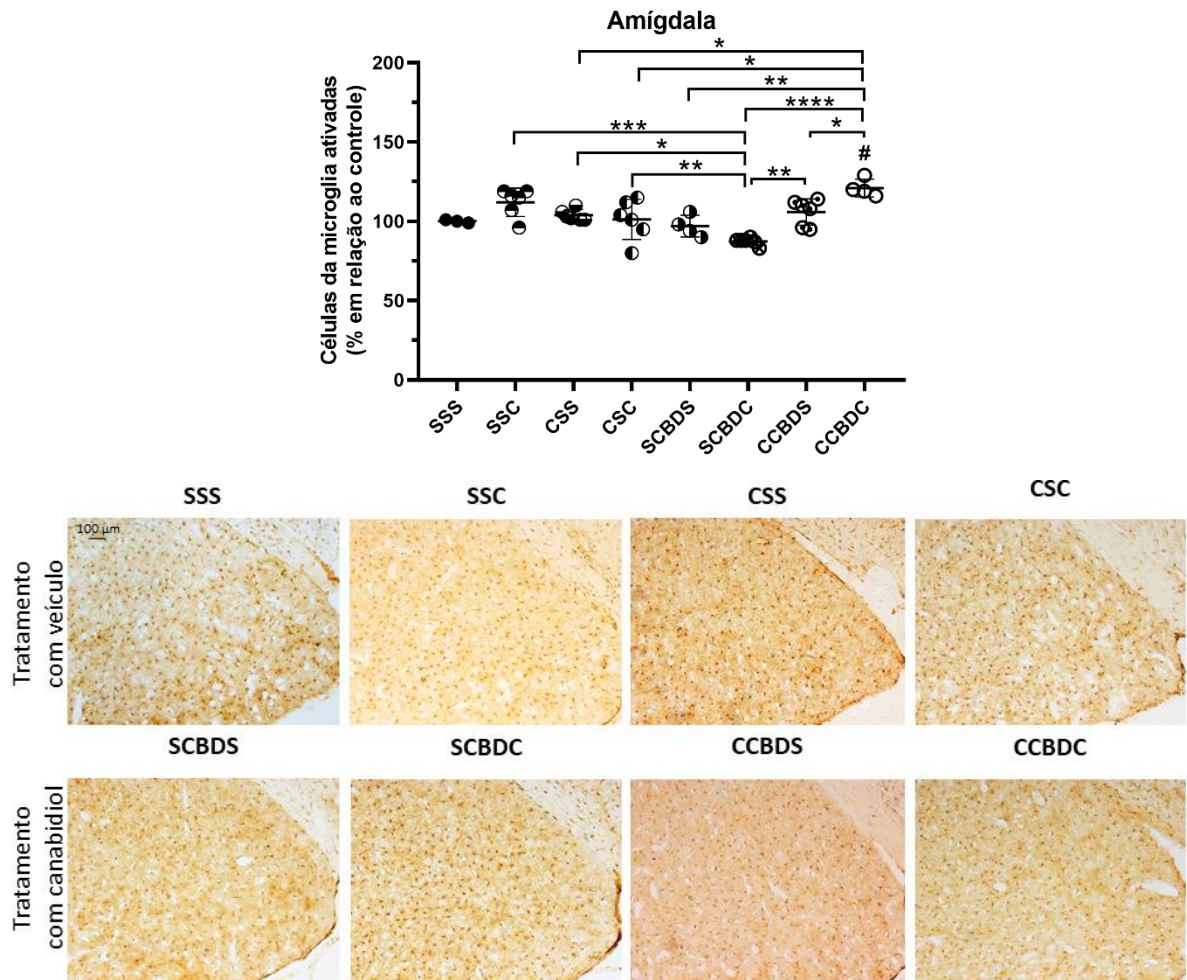 Amígdala
Células da microglia ativadas
(% em relação ao controle)
200
150
100
50
0
*
*
**
****
***
*
*
**
**
#
SSS
SSC
CSS
CSC
SCBDS
SCBDC
CCBDS
CCBDC
SSS
SSC
CSS
CSC
Tratamento
com veículo
100 µm
SCBDS
SCBDC
CCBDS
CCBDC
Tratamento
com canabidiol